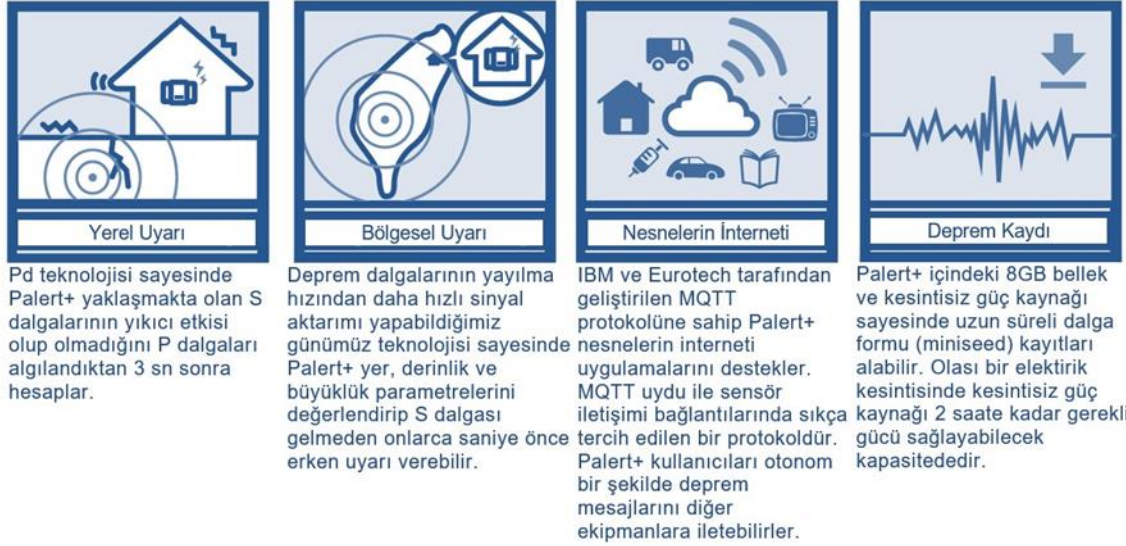 Yerel Uyarı
Pd teknolojisi sayesinde
Palert+ yaklaşmakta olan S
dalgalarının yıkıcı etkisi
olup olmadığını P dalgaları
algılandıktan 3 sn sonra
hesaplar.
Bölgesel Uyarı
Deprem dalgalarının yayılma
hızından daha hızlı sinyal
aktarımı yapabildiğimiz
günümüz teknolojisi sayesinde
Palert+ yer, derinlik ve
büyüklük parametrelerini
değerlendirip S dalgası
gelmeden onlarca saniye önce
erken uyarı verebilir.
Nesnelerin İnterneti
IBM ve Eurotech tarafından
geliştirilen MQTT
protokolüne sahip Palert+
nesnelerin interneti
uygulamalarını destekler.
MQTT uydu ile sensör
iletişimi bağlantılarında sıkça
tercih edilen bir protokoldür.
Palert+ kullanıcıları otonom
bir şekilde deprem
mesajlarını diğer
ekipmanlara iletebilirler.
Deprem Kaydı
Palert+ içindeki 8GB bellek
ve kesintisiz güç kaynağı
sayesinde uzun süreli dalga
formu (miniseed) kayıtları
alabilir. Olası bir elektirik
kesintisinde kesintisiz güç
kaynağı 2 saate kadar gerekli
gücü sağlayabilecek
kapasitededir.